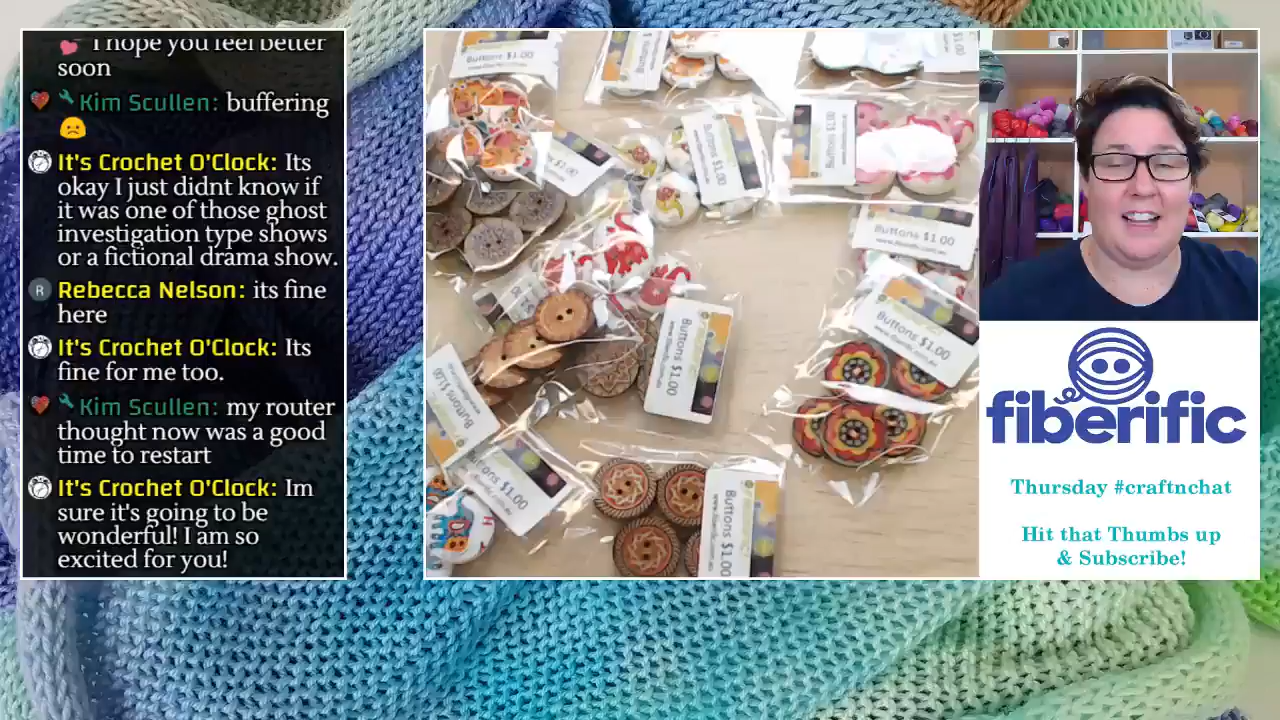 I hope you feel better
soon
Kim Scullen: buffering
It's Crochet O'Clock: Its
okay I just didnt know if
it was one of those ghost
investigation type shows
or a fictional drama show.
R Rebecca Nelson: its fine
here
It's Crochet O'Clock: Its
fine for me too.
Kim Scullen: my router
thought now was a good
time to restart
It's Crochet O'Clock: Im
sure it's going to be
wonderful! I am so
excited for you!
Buttons $1.00
Buttons $1.00
Buttons $1.00
Buttons $1.00
Buttons $1.00
Buttons $1.00
Buttons $1.00
fiberific
Thursday #craftnchat
Hit that Thumbs up
& Subscribe!